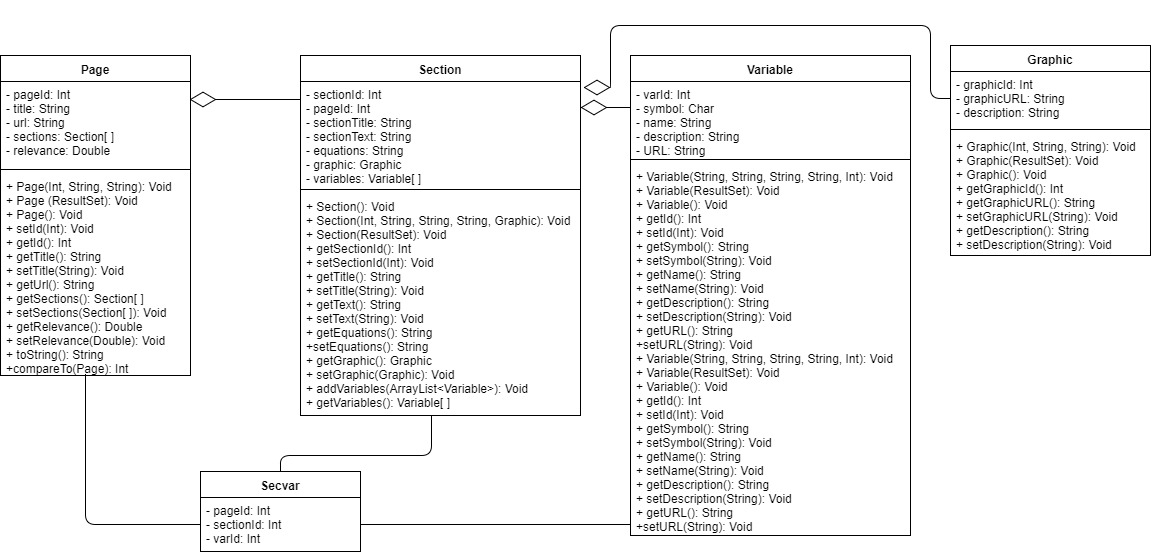 Page
- pageId: Int
- title: String
- url: String
- sections: Section[ ]
- relevance: Double
+ Page(Int, String, String): Void
+ Page (ResultSet): Void
+ Page(): Void
+ setId(Int): Void
+ getId(): Int
+ getTitle(): String
+ setTitle(String): Void
+ getUrl(): String
+ getSections(): Section[ ]
+ setSections(Section[ ]): Void
+ getRelevance(): Double
+ setRelevance(Double): Void
+ toString(): String
+compareTo(Page): Int
Section
- sectionId: Int
- pageId: Int
- sectionTitle: String
- sectionText: String
- equations: String
- graphic: Graphic
- variables: Variable[ ]
+ Section(): Void
+ Section(Int, String, String, String, Graphic): Void
+ Section(ResultSet): Void
+ getSectionId(): Int
+ setSectionId(Int): Void
+ getTitle(): String
+ setTitle(String): Void
+ getText(): String
+ setText(String): Void
+ getEquations(): String
+setEquations(): String
+ getGraphic(): Graphic
+ setGraphic(Graphic): Void
+ addVariables(ArrayList<Variable>): Void
+ getVariables(): Variable[ ]
Variable
- varId: Int
- symbol: Char
- name: String
- description: String
- URL: String
+ Variable(String, String, String, String, Int): Void
+ Variable(ResultSet): Void
+ Variable(): Void
+ getId(): Int
+ setId(Int): Void
+ getSymbol(): String
+ setSymbol(String): Void
+ getName(): String
+ setName(String): Void
+ getDescription(): String
+ setDescription(String): Void
+ getURL(): String
+setURL(String): Void
+ Variable(String, String, String, String, Int): Void
+ Variable(ResultSet): Void
+ Variable(): Void
+ getId(): Int
+ setId(Int): Void
+ getSymbol(): String
+ setSymbol(String): Void
+ getName(): String
+ setName(String): Void
+ getDescription(): String
+ setDescription(String): Void
+ getURL(): String
+setURL(String): Void
Graphic
- graphicId: Int
- graphicURL: String
- description: String
+ Graphic(Int, String, String): Void
+ Graphic(ResultSet): Void
+ Graphic(): Void
+ getGraphicId(): Int
+ getGraphicURL(): String
+ setGraphicURL(String): Void
+ getDescription(): String
+ setDescription(String): Void
Secvar
- pageId: Int
- sectionId: Int
- varId: Int